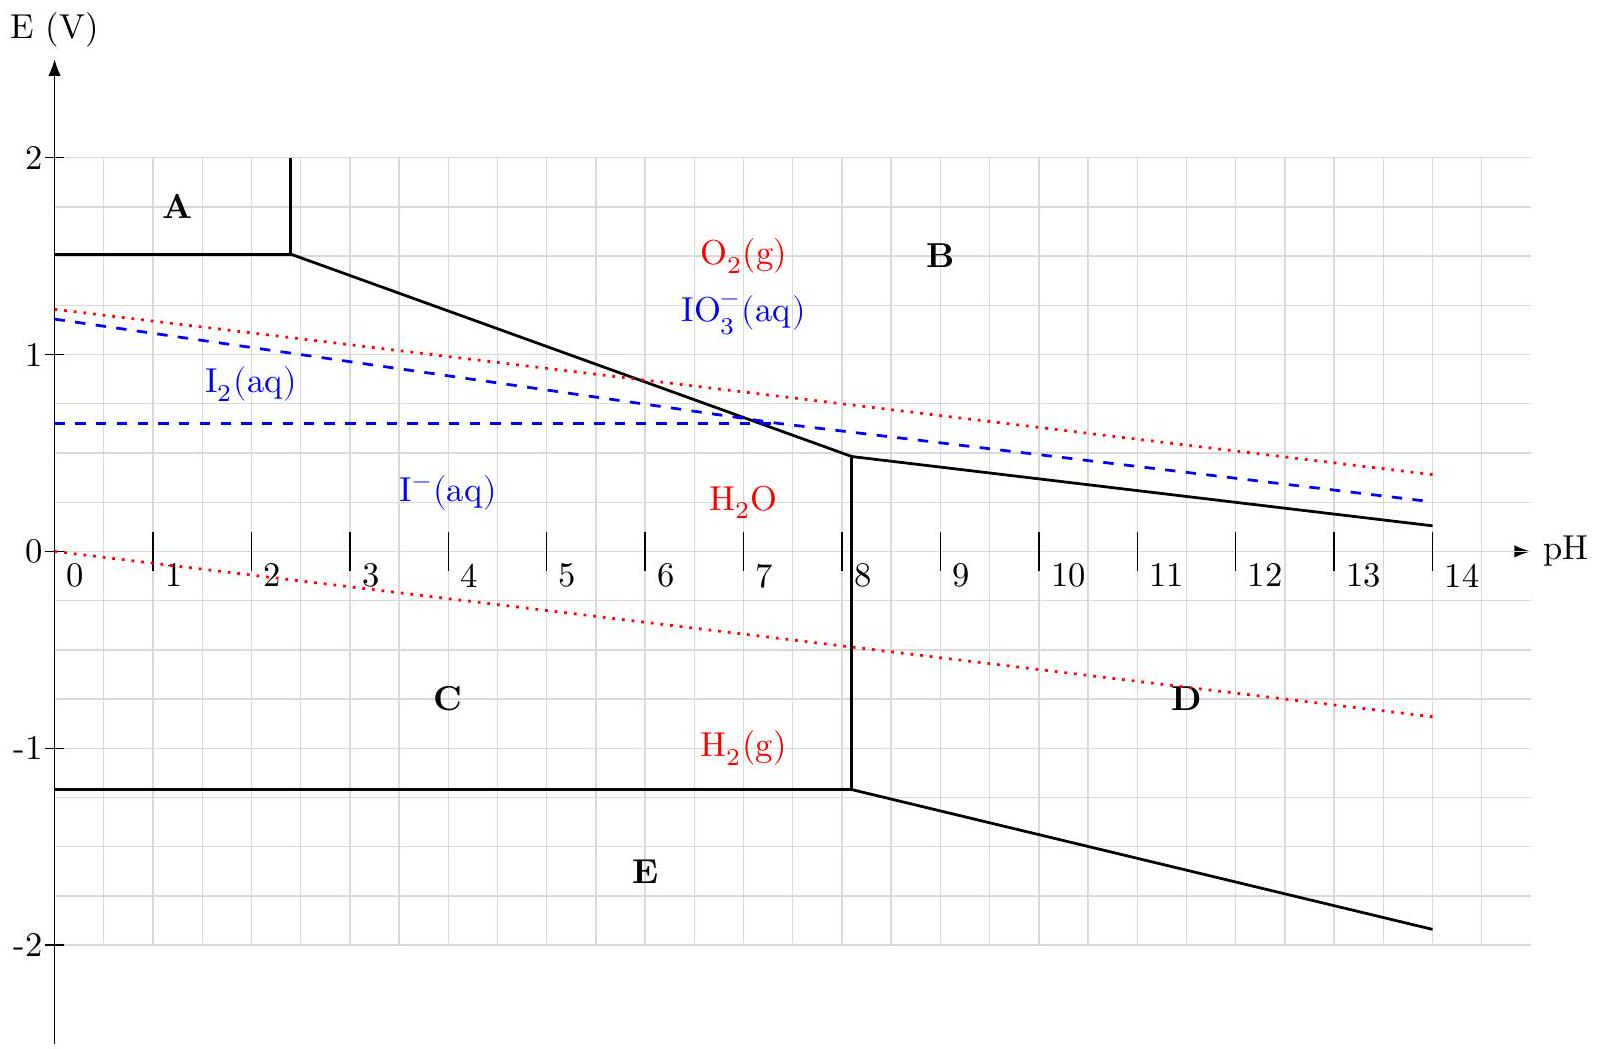 E (V)
2
A
O₂(g)
B
IO₃⁻(aq)
1
I₂(aq)
I⁻(aq)
H₂O
0
pH
0 1 2 3 4 5 6 7 8 9 10 11 12 13 14
C
D
H₂(g)
-1
E
-2